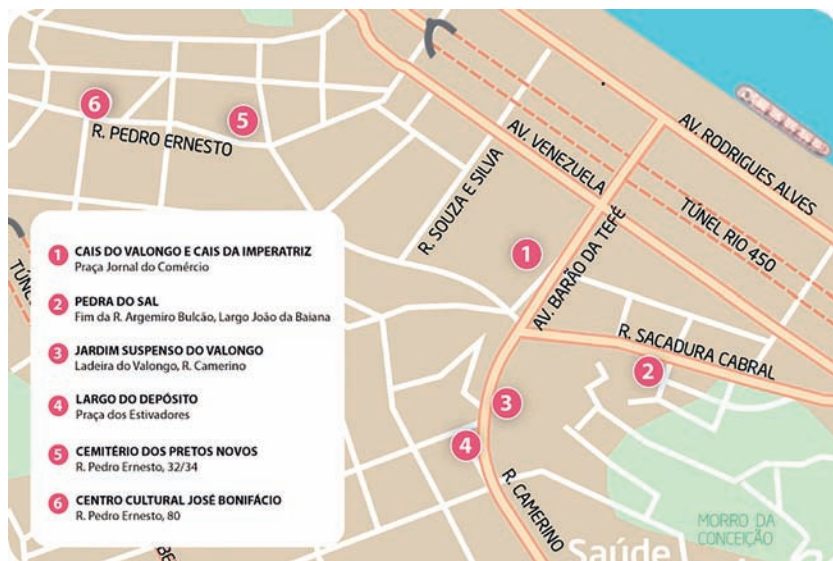 6
5
R. PEDRO ERNESTO
AV. VENEZUELA
AV. RODRIGUES ALVES
R. SOUZA E SILVA
TÚNEL RIO 450
1
AV. BARÃO DA TEFÉ
R. SACADURA CABRAL
2
3
4
R. CAMERINO
MORRO DA
CONCEIÇÃO
Saúde
TÚNEL
1 CAIS DO VALONGO E CAIS DA IMPERATRIZ
Praça Jornal do Comércio
2 PEDRA DO SAL
Fim da R. Argemiro Bulcão, Largo João da Baiana
3 JARDIM SUSPENSO DO VALONGO
Ladeira do Valongo, R. Camerino
4 LARGO DO DEPÓSITO
Praça dos Estivadores
5 CEMITÉRIO DOS PRETOS NOVOS
R. Pedro Ernesto, 32/34
6 CENTRO CULTURAL JOSÉ BONIFÁCIO
R. Pedro Ernesto, 80